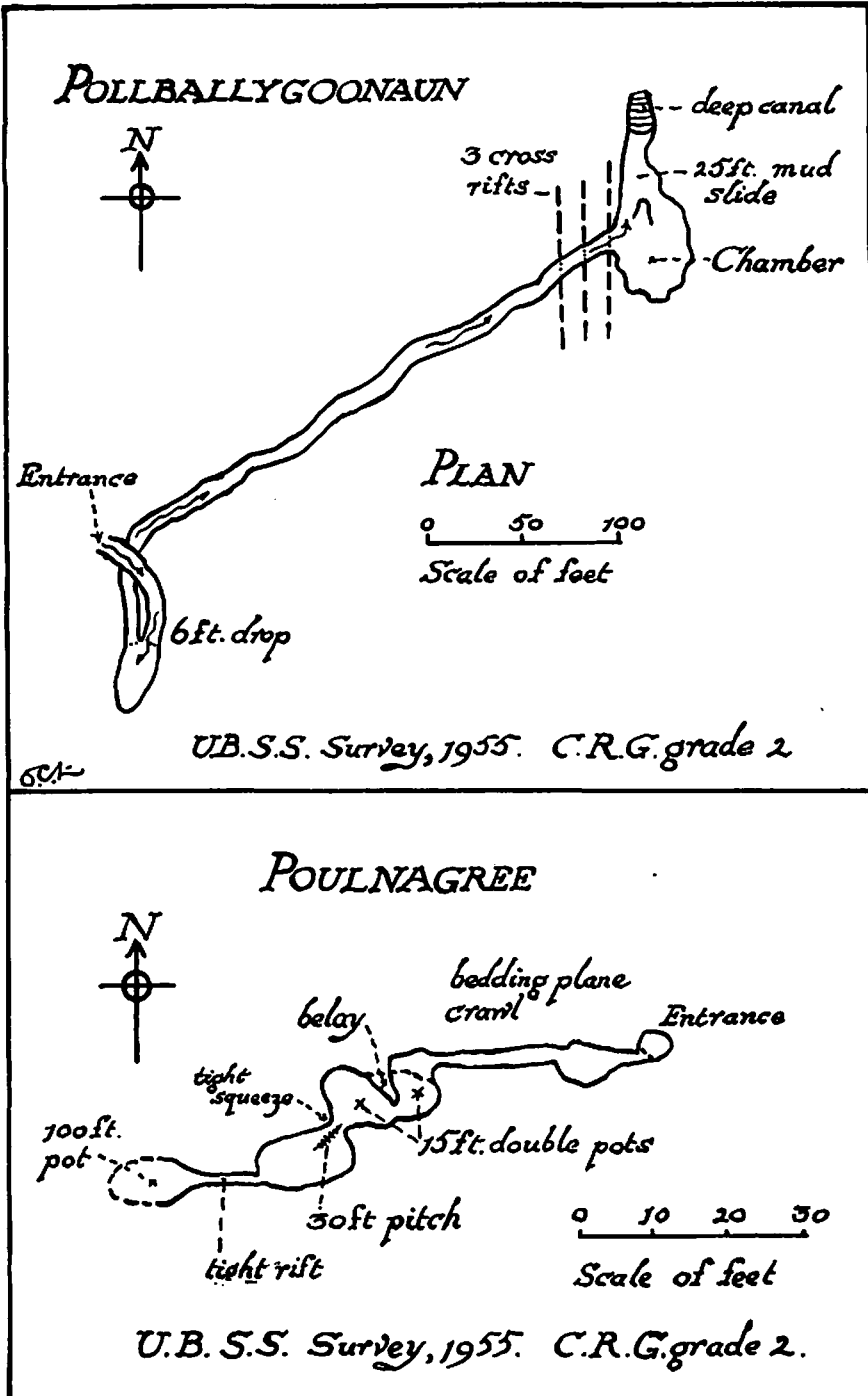 POLLBALLYGOONAUN
N
3 cross
rifts
deep canal
25ft. mud
slide
Chamber
Entrance
PLAN
0 50 100
Scale of feet
6ft. drop
U.B.S.S. Survey, 1955. C.R.G. grade 2
POULNAGREE
N
bedding plane
crawl
belay
Entrance
tight
squeeze
100ft.
pot
15ft. double pots
30ft pitch
0 10 20 30
tight rift
Scale of feet
U.B.S.S. Survey, 1955. C.R.G. grade 2.